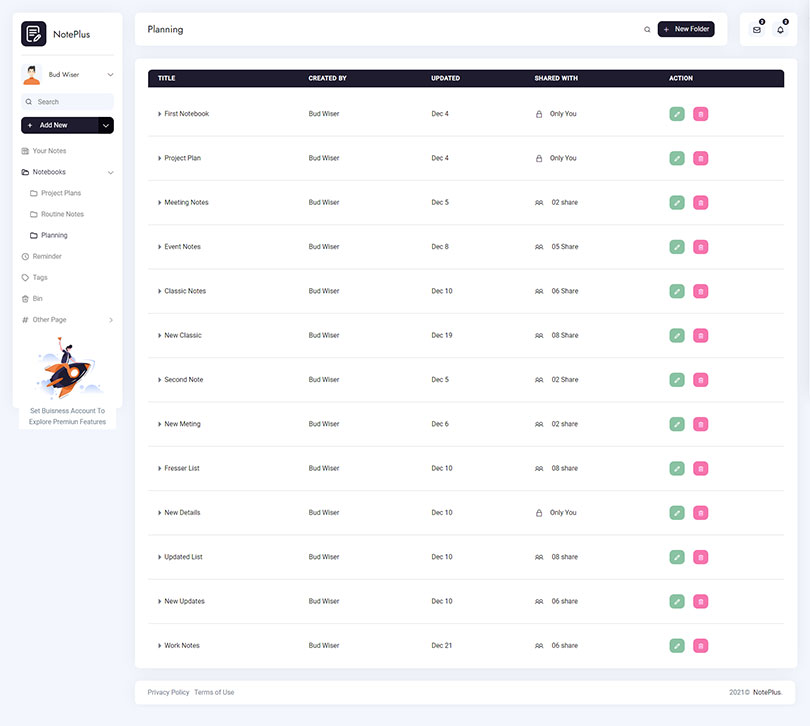 NotePlus
Bud Wiser
Search
+ Add New
Your Notes
Notebooks
Project Plans
Routine Notes
Planning
Reminder
Tags
Bin
# Other Page
Set Buisness Account To
Explore Premiun Features
Planning
+ New Folder
TITLE CREATED BY UPDATED SHARED WITH ACTION
First Notebook Bud Wiser Dec 4 Only You
Project Plan Bud Wiser Dec 4 Only You
Meeting Notes Bud Wiser Dec 5 02 share
Event Notes Bud Wiser Dec 8 05 Share
Classic Notes Bud Wiser Dec 10 06 Share
New Classic Bud Wiser Dec 19 08 Share
Second Note Bud Wiser Dec 5 02 Share
New Meting Bud Wiser Dec 6 02 share
Fresser List Bud Wiser Dec 10 08 share
New Details Bud Wiser Dec 10 Only You
Updated List Bud Wiser Dec 10 08 share
New Updates Bud Wiser Dec 10 06 share
Work Notes Bud Wiser Dec 21 06 share
Privacy Policy Terms of Use 2021© NotePlus.